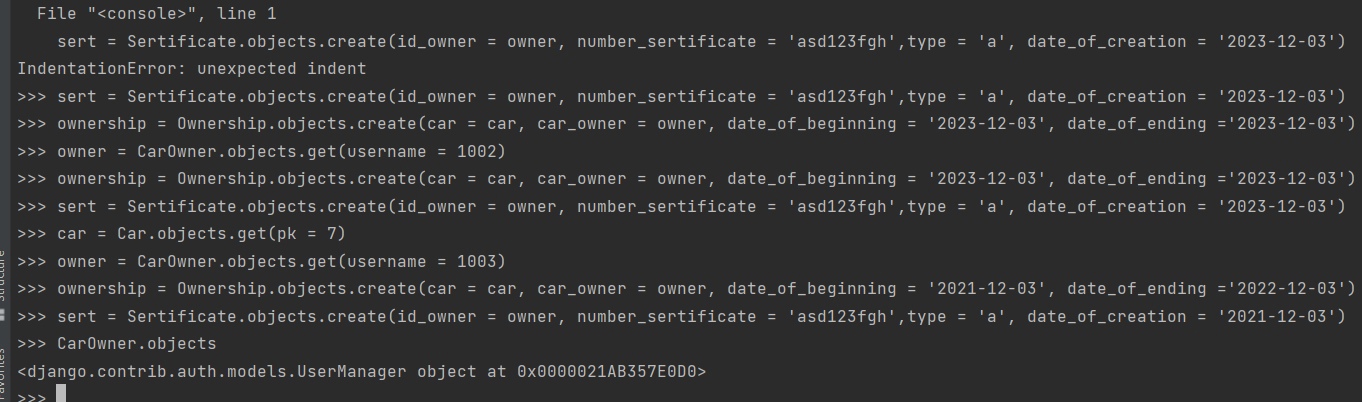 File "<console>", line 1
    sert = Sertificate.objects.create(id_owner = owner, number_sertificate = 'asd123fgh',type = 'a', date_of_creation = '2023-12-03')
IndentationError: unexpected indent
>>> sert = Sertificate.objects.create(id_owner = owner, number_sertificate = 'asd123fgh',type = 'a', date_of_creation = '2023-12-03')
>>> ownership = Ownership.objects.create(car = car, car_owner = owner, date_of_beginning = '2023-12-03', date_of_ending ='2023-12-03')
>>> owner = CarOwner.objects.get(username = 1002)
>>> ownership = Ownership.objects.create(car = car, car_owner = owner, date_of_beginning = '2023-12-03', date_of_ending ='2023-12-03')
>>> sert = Sertificate.objects.create(id_owner = owner, number_sertificate = 'asd123fgh',type = 'a', date_of_creation = '2023-12-03')
>>> car = Car.objects.get(pk = 7)
>>> owner = CarOwner.objects.get(username = 1003)
>>> ownership = Ownership.objects.create(car = car, car_owner = owner, date_of_beginning = '2021-12-03', date_of_ending ='2022-12-03')
>>> sert = Sertificate.objects.create(id_owner = owner, number_sertificate = 'asd123fgh',type = 'a', date_of_creation = '2021-12-03')
>>> CarOwner.objects
<django.contrib.auth.models.UserManager object at 0x0000021AB357E0D0>
>>>
Structure
Favorites